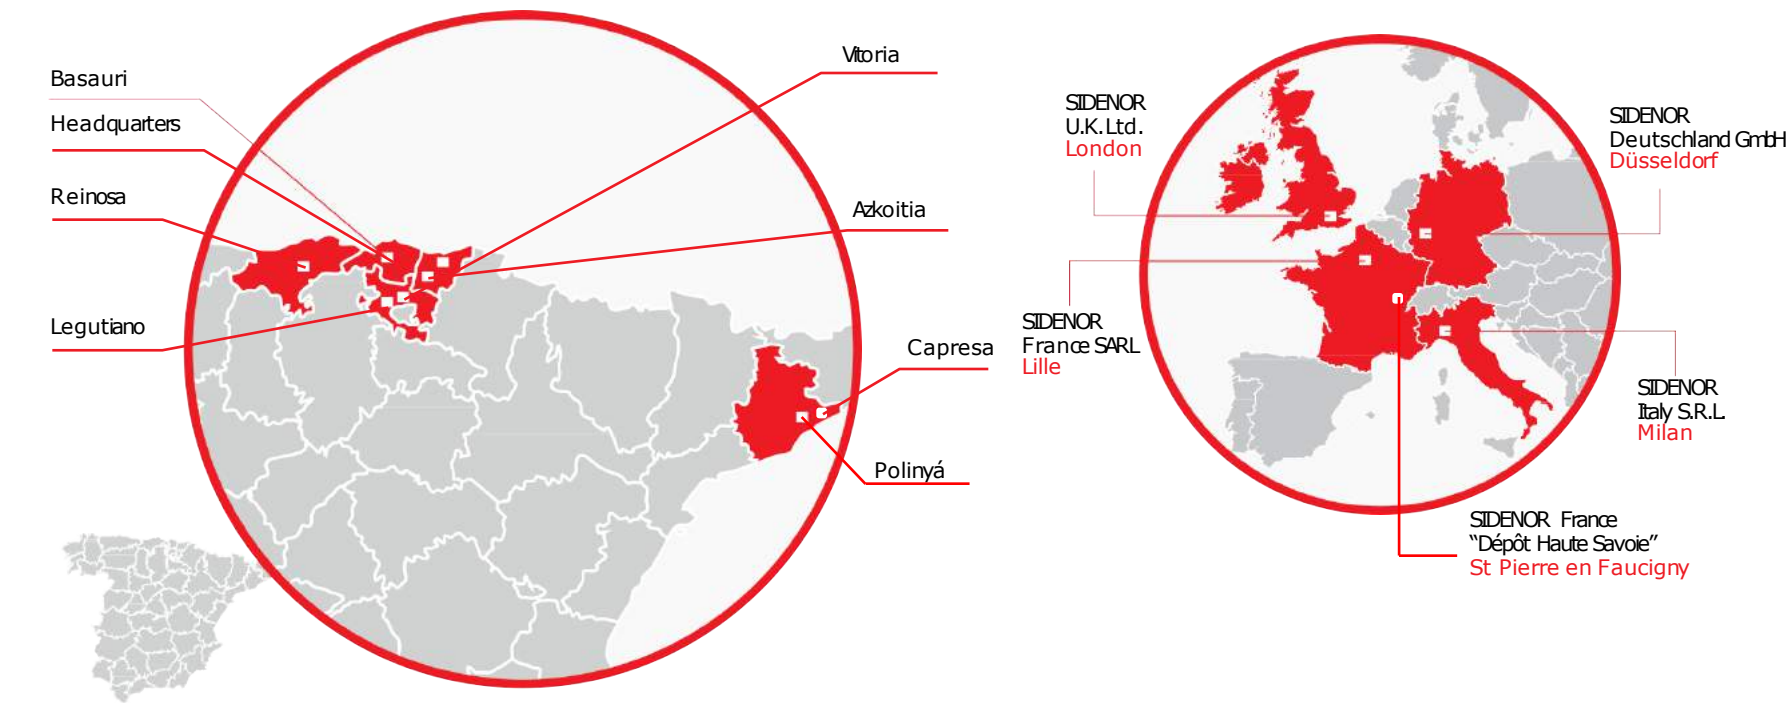 Basauri
Headquarters
Reinosa
Legutiano
Vitoria
Azkoitia
Capresa
Polinyá
SIDENOR
U.K. Ltd.
London
SIDENOR
Deutschland GmbH
Düsseldorf
SIDENOR
France SARL
Lille
SIDENOR
Italy S.R.L.
Milan
SIDENOR France
“Dépôt Haute Savoie”
St Pierre en Faucigny